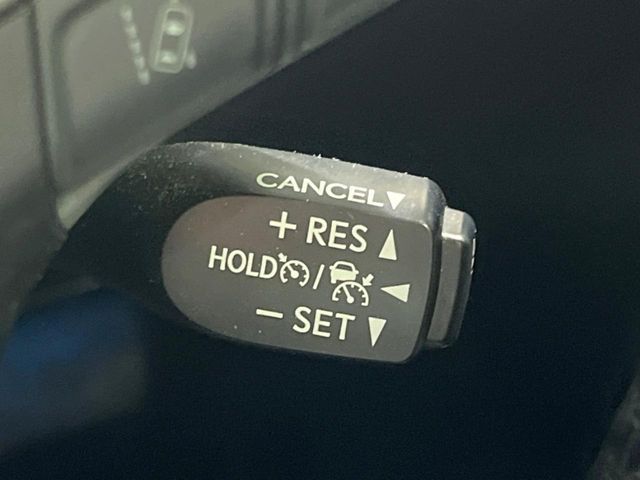 CANCEL▼
+ RES ▲
HOLD / ◀
- SET ▼